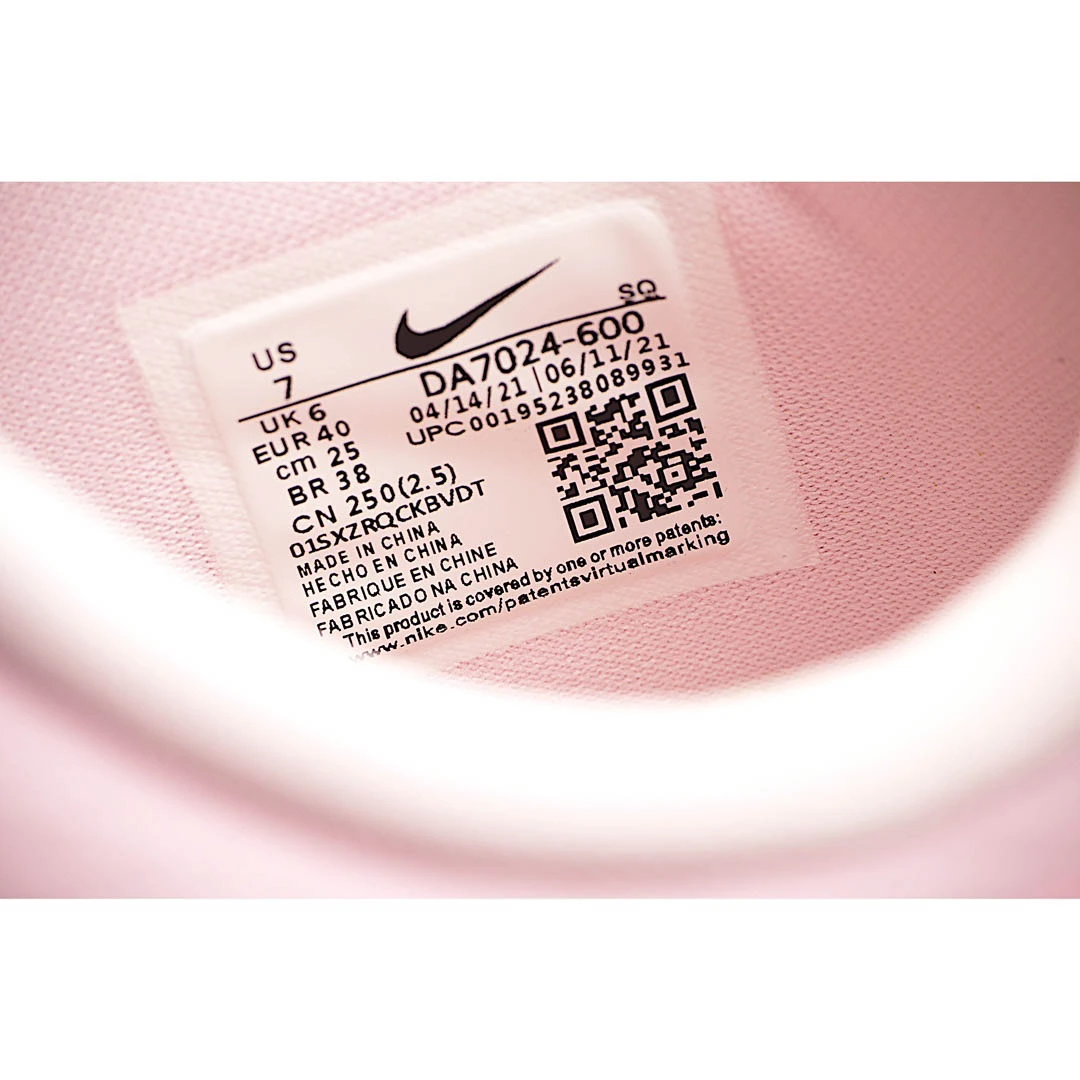 US
7
SQ
DA7024-600
04/14/21 | 06/11/21
UPC 00195238089931
UK 6
EUR 40
cm 25
BR 38
CN 250(2.5)
01SXZRQCKBVDT
MADE IN CHINA
HECHO EN CHINA
FABRIQUE EN CHINE
FABRICADO NA CHINA
This product is covered by one or more patents:
www.nike.com/patentsvirtualmarking